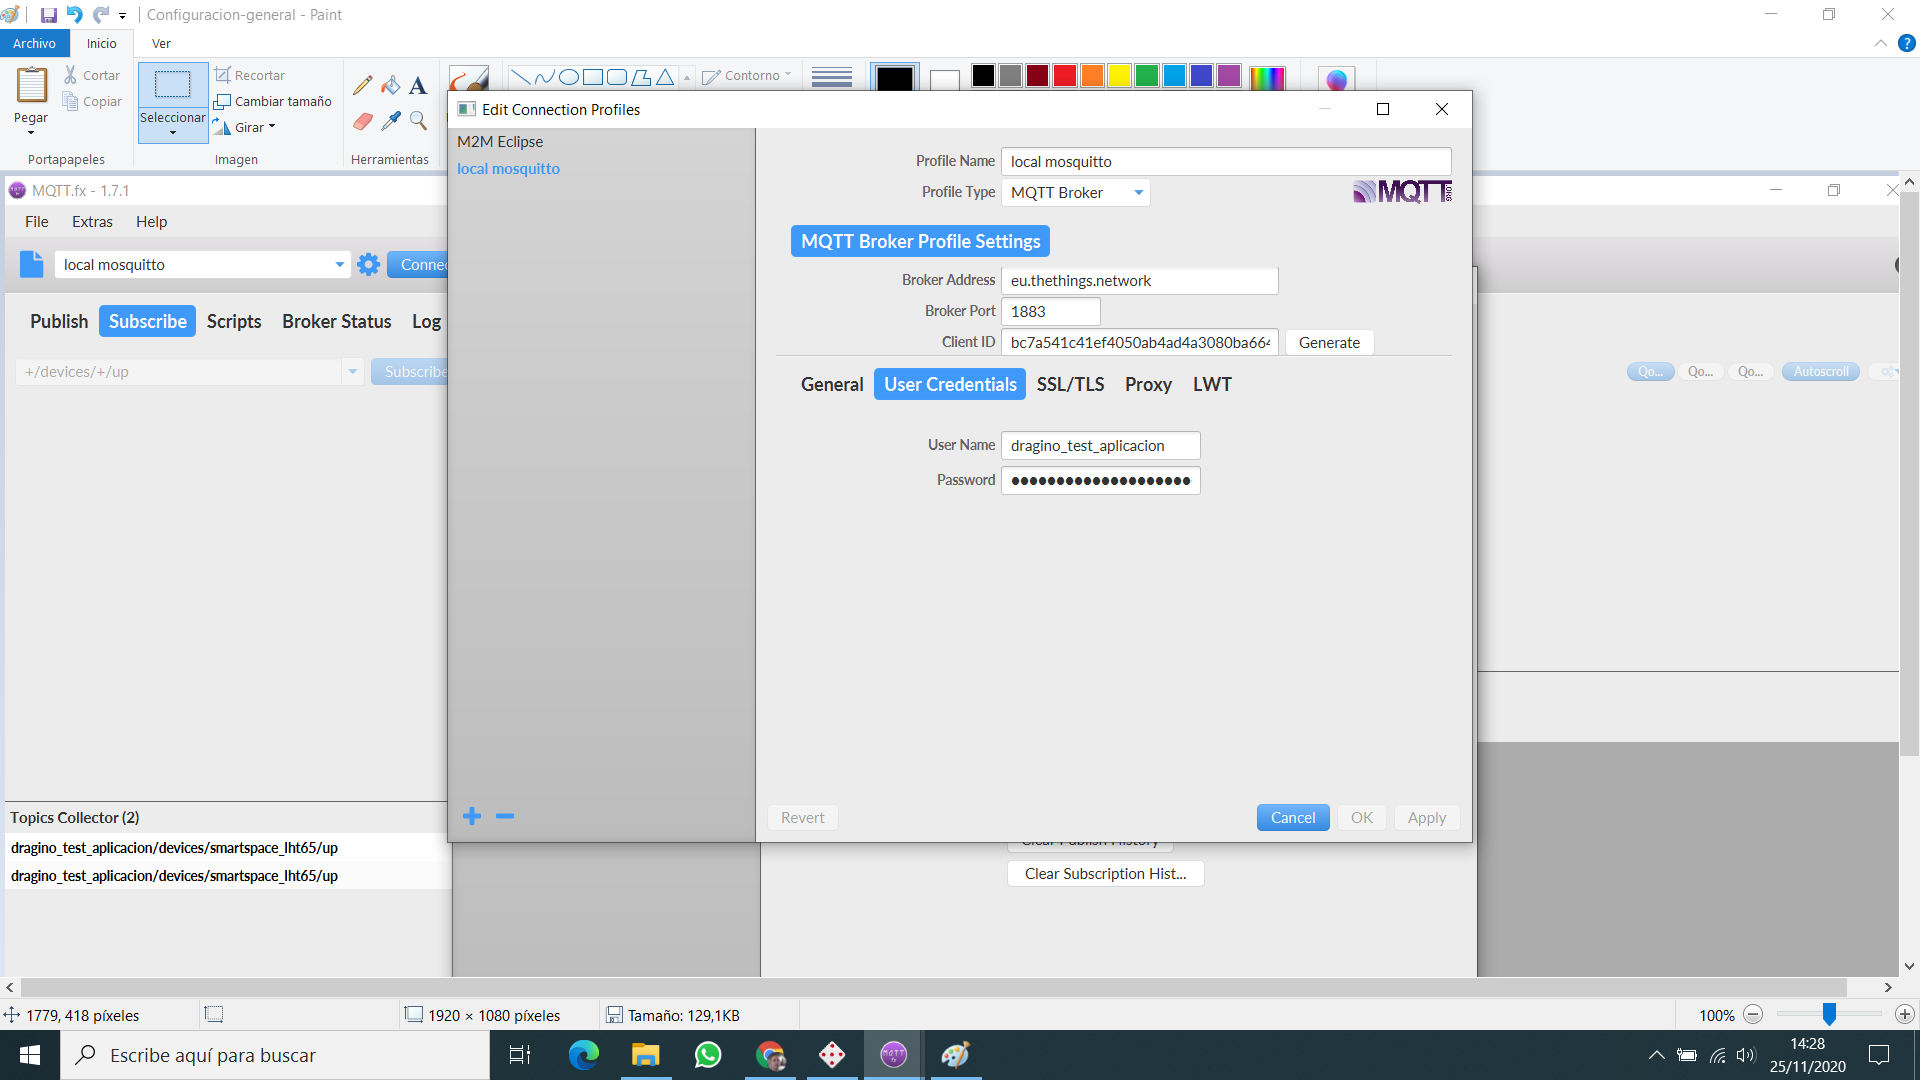 Configuracion-general - Paint
Archivo Inicio Ver
Pegar
Cortar
Copiar
Portapapeles
Seleccionar
Recortar
Cambiar tamaño
Girar
Imagen
A
Herramientas
Contorno
?
MQTT.fx - 1.7.1
File Extras Help
local mosquitto
Connec
Publish Subscribe Scripts Broker Status Log
+/devices/+/up
Subscribe
Topics Collector (2)
dragino_test_aplicacion/devices/smartspace_lht65/up
dragino_test_aplicacion/devices/smartspace_lht65/up
Edit Connection Profiles
M2M Eclipse
local mosquitto
Profile Name local mosquitto
Profile Type MQTT Broker
MQTT.ORG
MQTT Broker Profile Settings
Broker Address eu.thethings.network
Broker Port 1883
Client ID bc7a541c41ef4050ab4ad4a3080ba664
Generate
General User Credentials SSL/TLS Proxy LWT
User Name dragino_test_aplicacion
Password ●●●●●●●●●●●●●●●●●●●●
Revert Cancel OK Apply
Qo... Qo... Qo... Autoscroll
Clear Publish History
Clear Subscription Hist...
1779, 418 píxeles
1920 × 1080 píxeles
Tamaño: 129,1KB
100%
Escribe aquí para buscar
14:28
25/11/2020